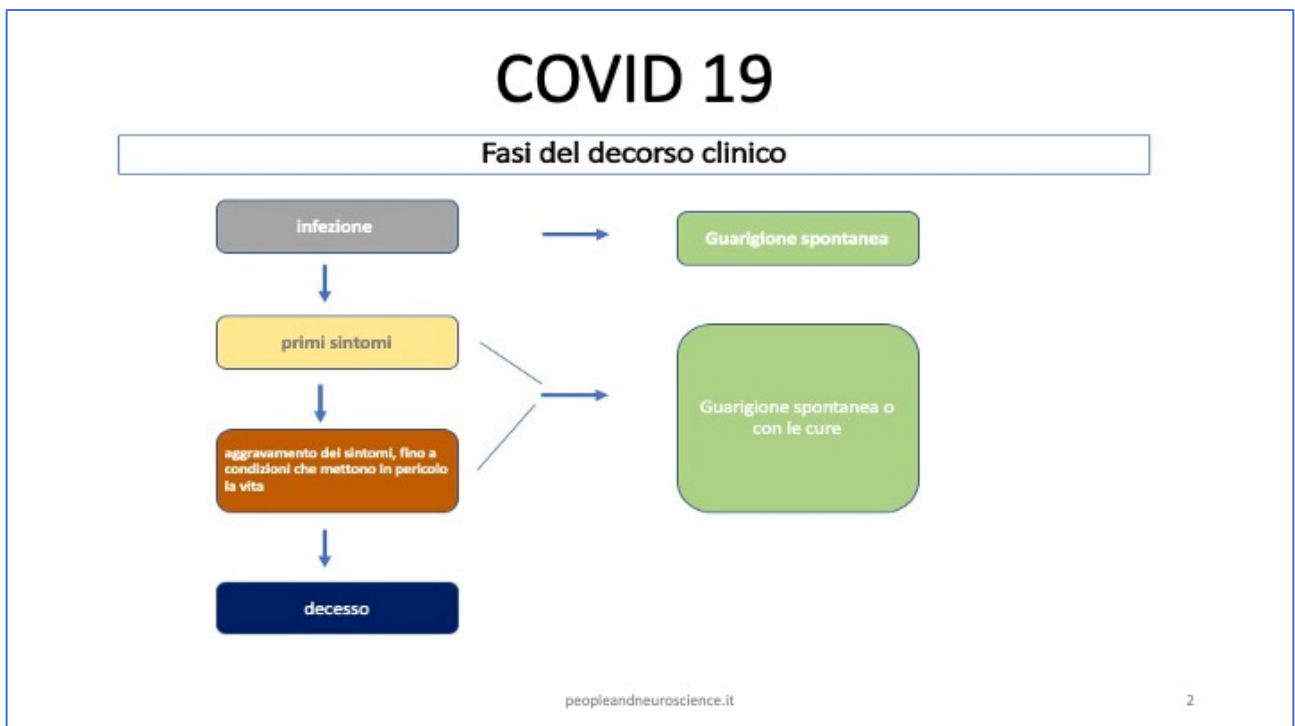 COVID 19
Fasi del decorso clinico
infezione
Guarigione spontanea
primi sintomi
Guarigione spontanea o
con le cure
aggravamento dei sintomi, fino a
condizioni che mettono in pericolo
la vita
decesso
peopleandneuroscience.it
2